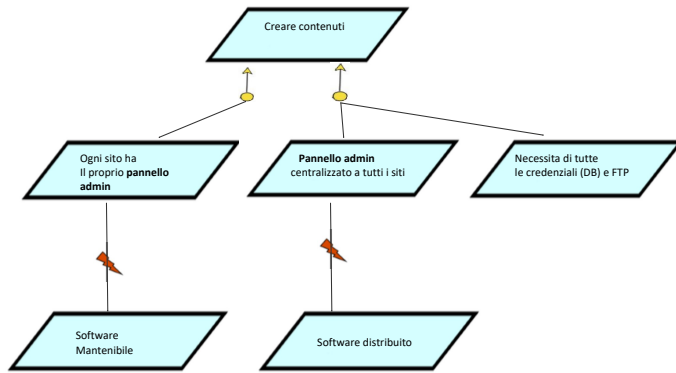 Creare contenuti
Ogni sito ha
Il proprio pannello
admin
Pannello admin
centralizzato a tutti i siti
Necessita di tutte
le credenziali (DB) e FTP
Software
Mantenibile
Software distribuito